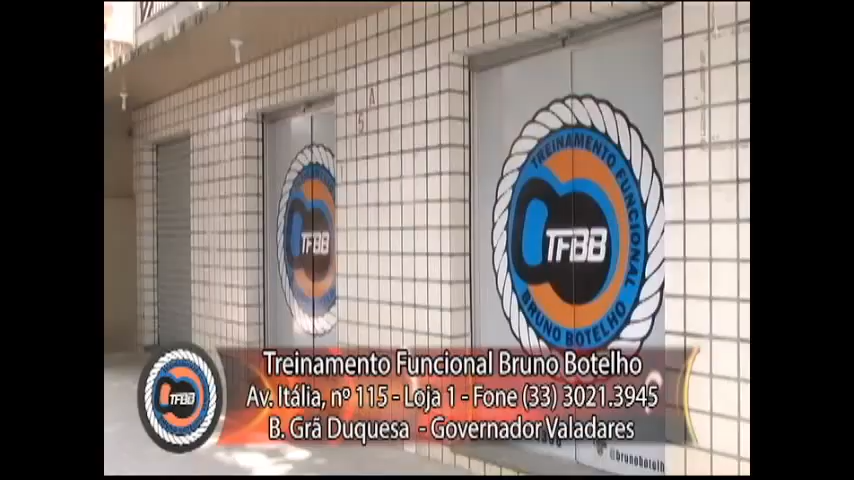 A
5
TREINAMENTO FUNCIONAL
TFBB
BRUNO BOTELHO
TFBB
TFBB
Treinamento Funcional Bruno Botelho
Av. Itália, nº 115 - Loja 1 - Fone (33) 3021.3945
B. Grã Duquesa - Governador Valadares